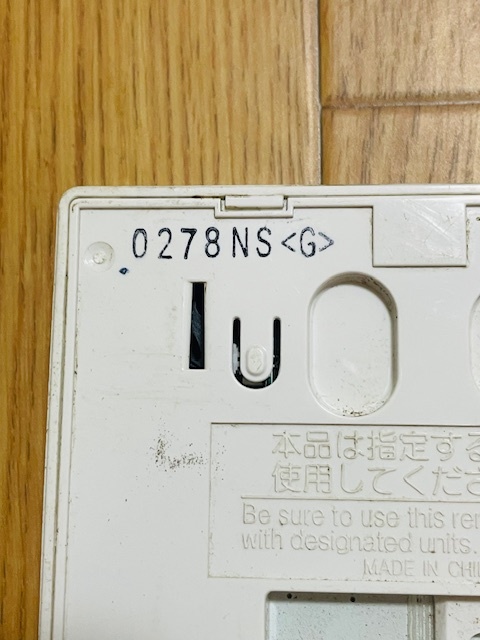 0278NS<G>
本品は指定する
使用してくださ
Be sure to use this rem
with designated units.
MADE IN CHI